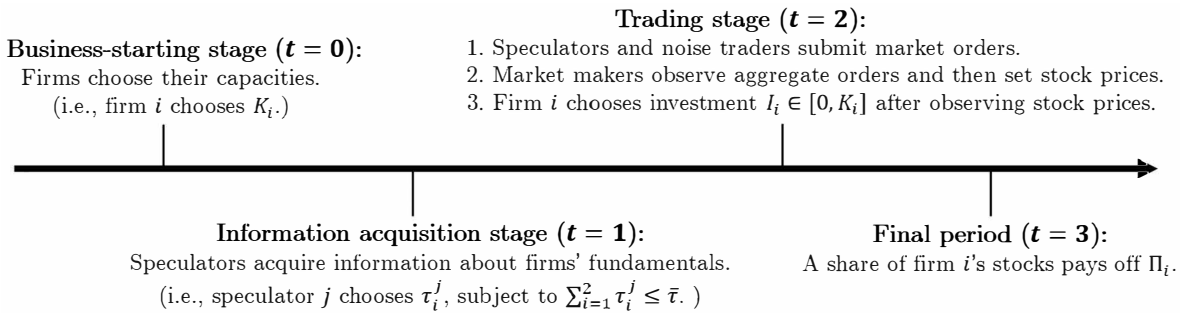 Business-starting stage (t = 0):
Firms choose their capacities.
(i.e., firm i chooses K_i.)
Trading stage (t = 2):
1. Speculators and noise traders submit market orders.
2. Market makers observe aggregate orders and then set stock prices.
3. Firm i chooses investment I_i ∈ [0, K_i] after observing stock prices.
Information acquisition stage (t = 1):
Speculators acquire information about firms' fundamentals.
(i.e., speculator j chooses τ_i^j, subject to ∑_{i=1}^2 τ_i^j ≤ τ̄. )
Final period (t = 3):
A share of firm i's stocks pays off Π_i.